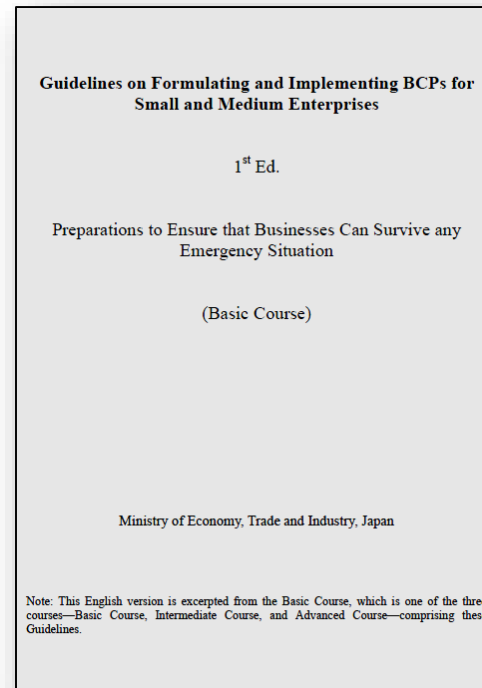 Guidelines on Formulating and Implementing BCPs for
Small and Medium Enterprises
1st Ed.
Preparations to Ensure that Businesses Can Survive any
Emergency Situation
(Basic Course)
Ministry of Economy, Trade and Industry, Japan
Note: This English version is excerpted from the Basic Course, which is one of the thre
courses—Basic Course, Intermediate Course, and Advanced Course—comprising thes
Guidelines.